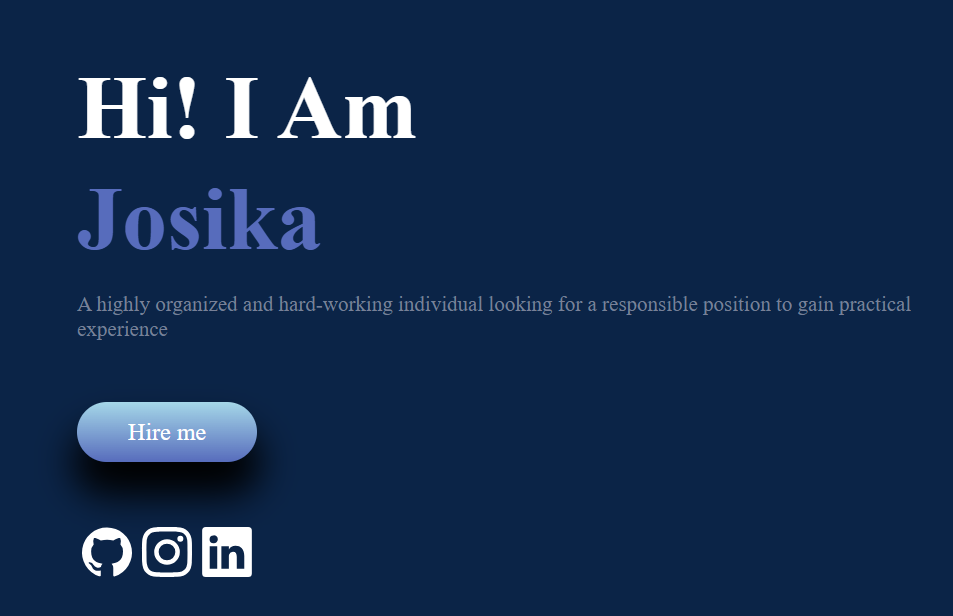 Hi! I Am
Josika
A highly organized and hard-working individual looking for a responsible position to gain practical
experience
Hire me
in